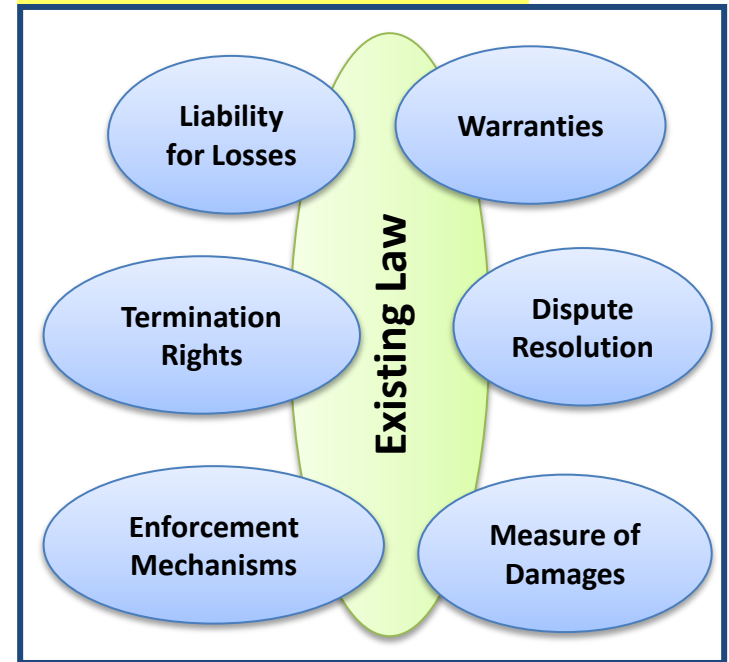 Liability
for Losses
Warranties
Existing Law
Termination
Rights
Dispute
Resolution
Enforcement
Mechanisms
Measure of
Damages